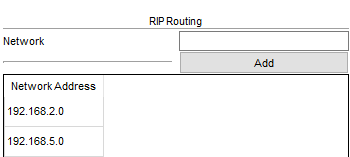 RIP Routing
Network
Add
Network Address
192.168.2.0
192.168.5.0